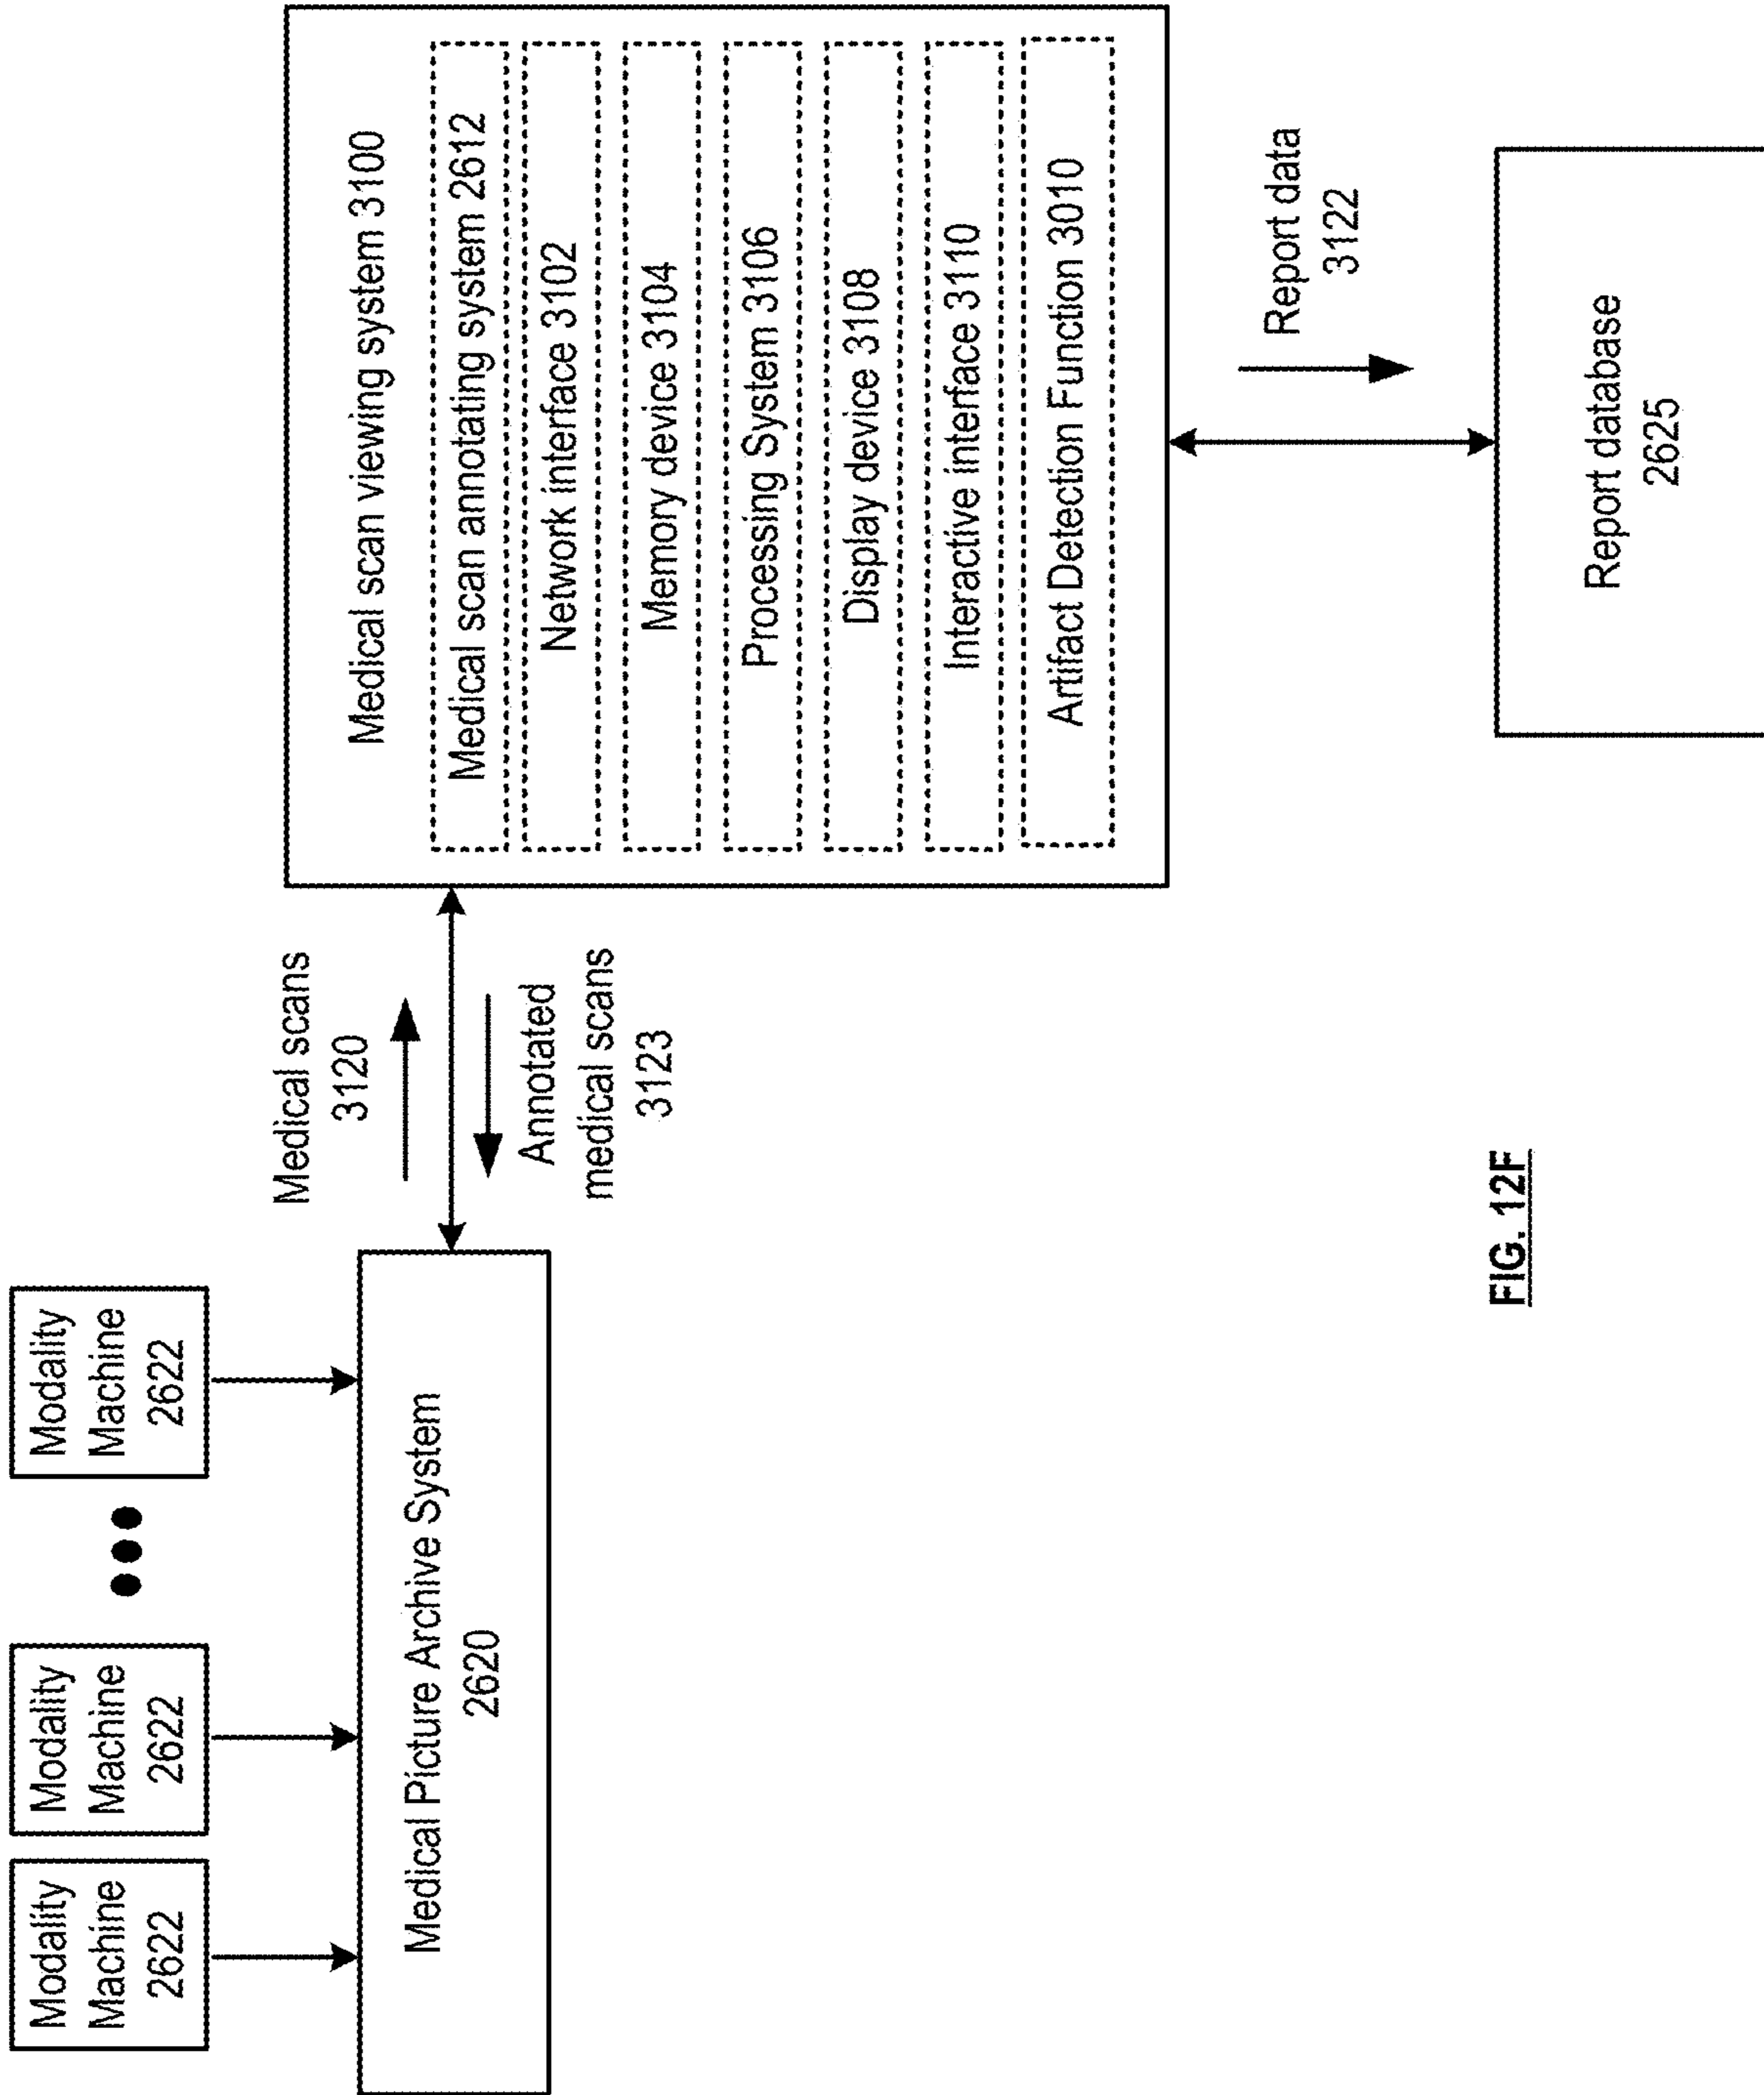 Modality
Machine
2622
Modality
Machine
2622
Modality
Machine
2622
Medical Picture Archive System
2620
Medical scans
3120
Annotated
medical scans
3123
Medical scan viewing system 3100
Medical scan annotating system 2612
Network interface 3102
Memory device 3104
Processing System 3106
Display device 3108
Interactive interface 3110
Artifact Detection Function 3010
Report data
3122
Report database
2625
FIG. 12F